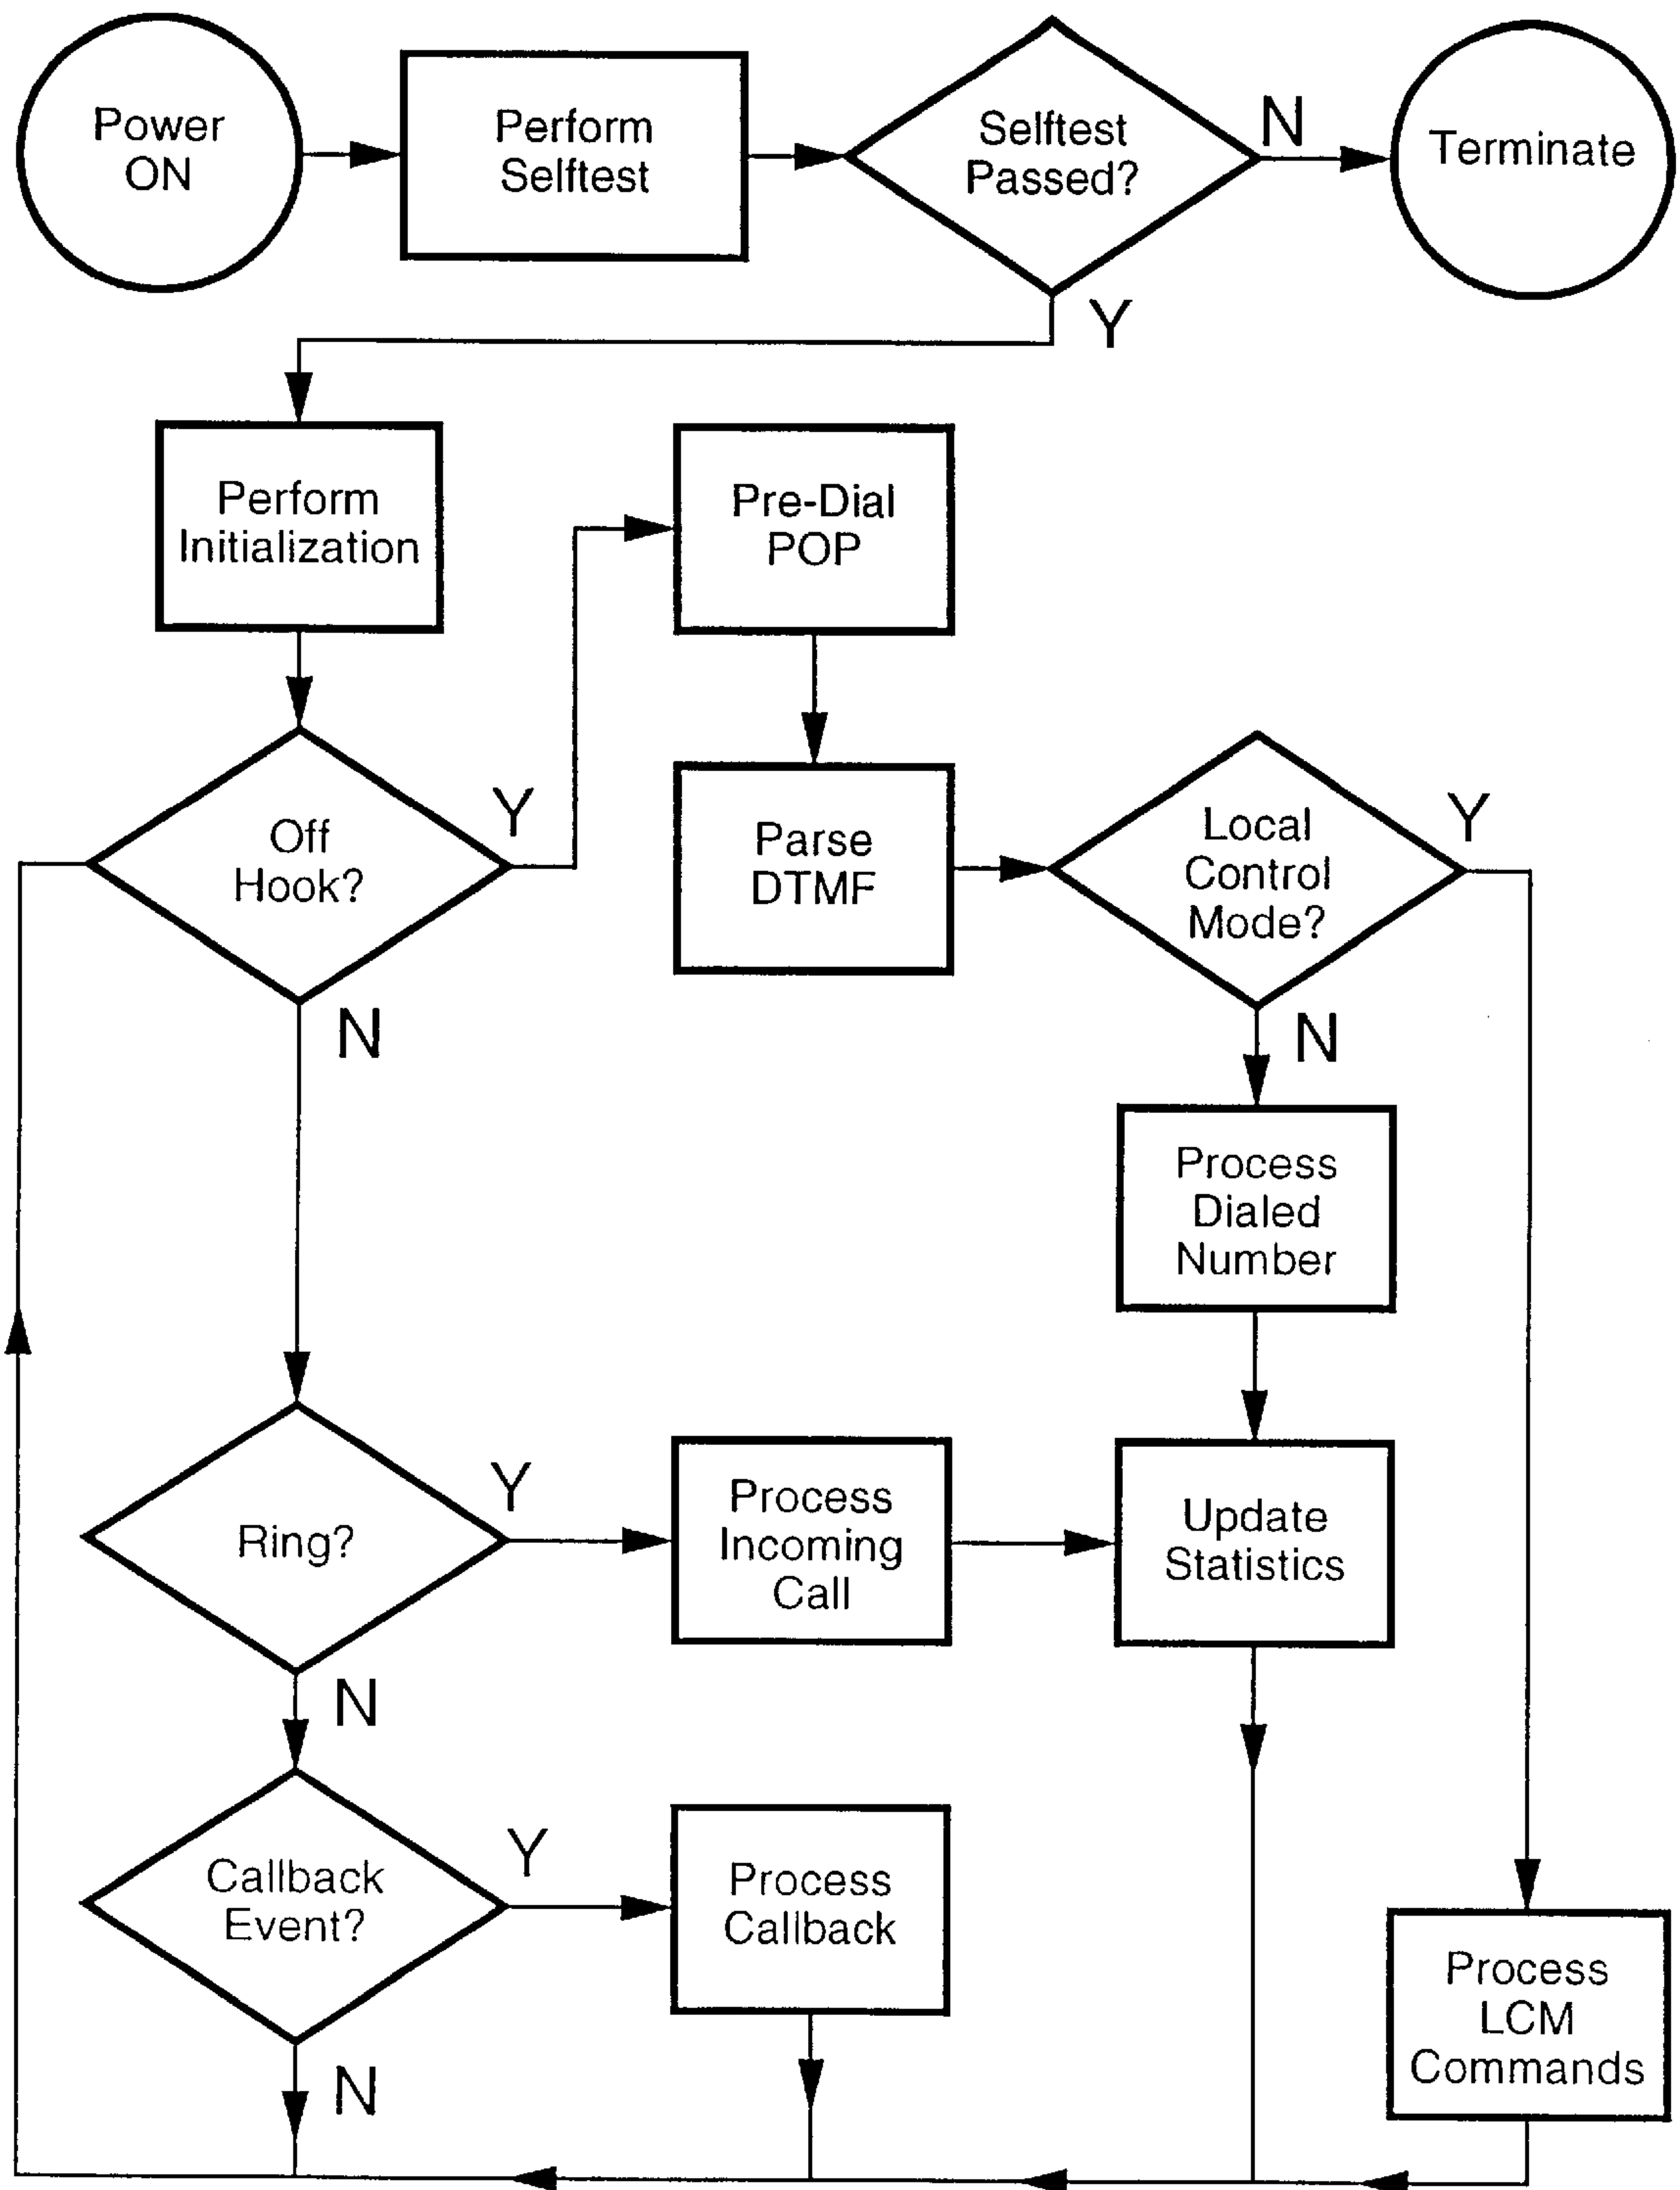 Power
ON
Perform
Selftest
Selftest
Passed?
N
Terminate
Y
Perform
Initialization
Pre-Dial
POP
Off
Hook?
Y
N
Parse
DTMF
Local
Control
Mode?
Y
N
Process
Dialed
Number
Ring?
Y
N
Process
Incoming
Call
Update
Statistics
Callback
Event?
Y
N
Process
Callback
Process
LCM
Commands